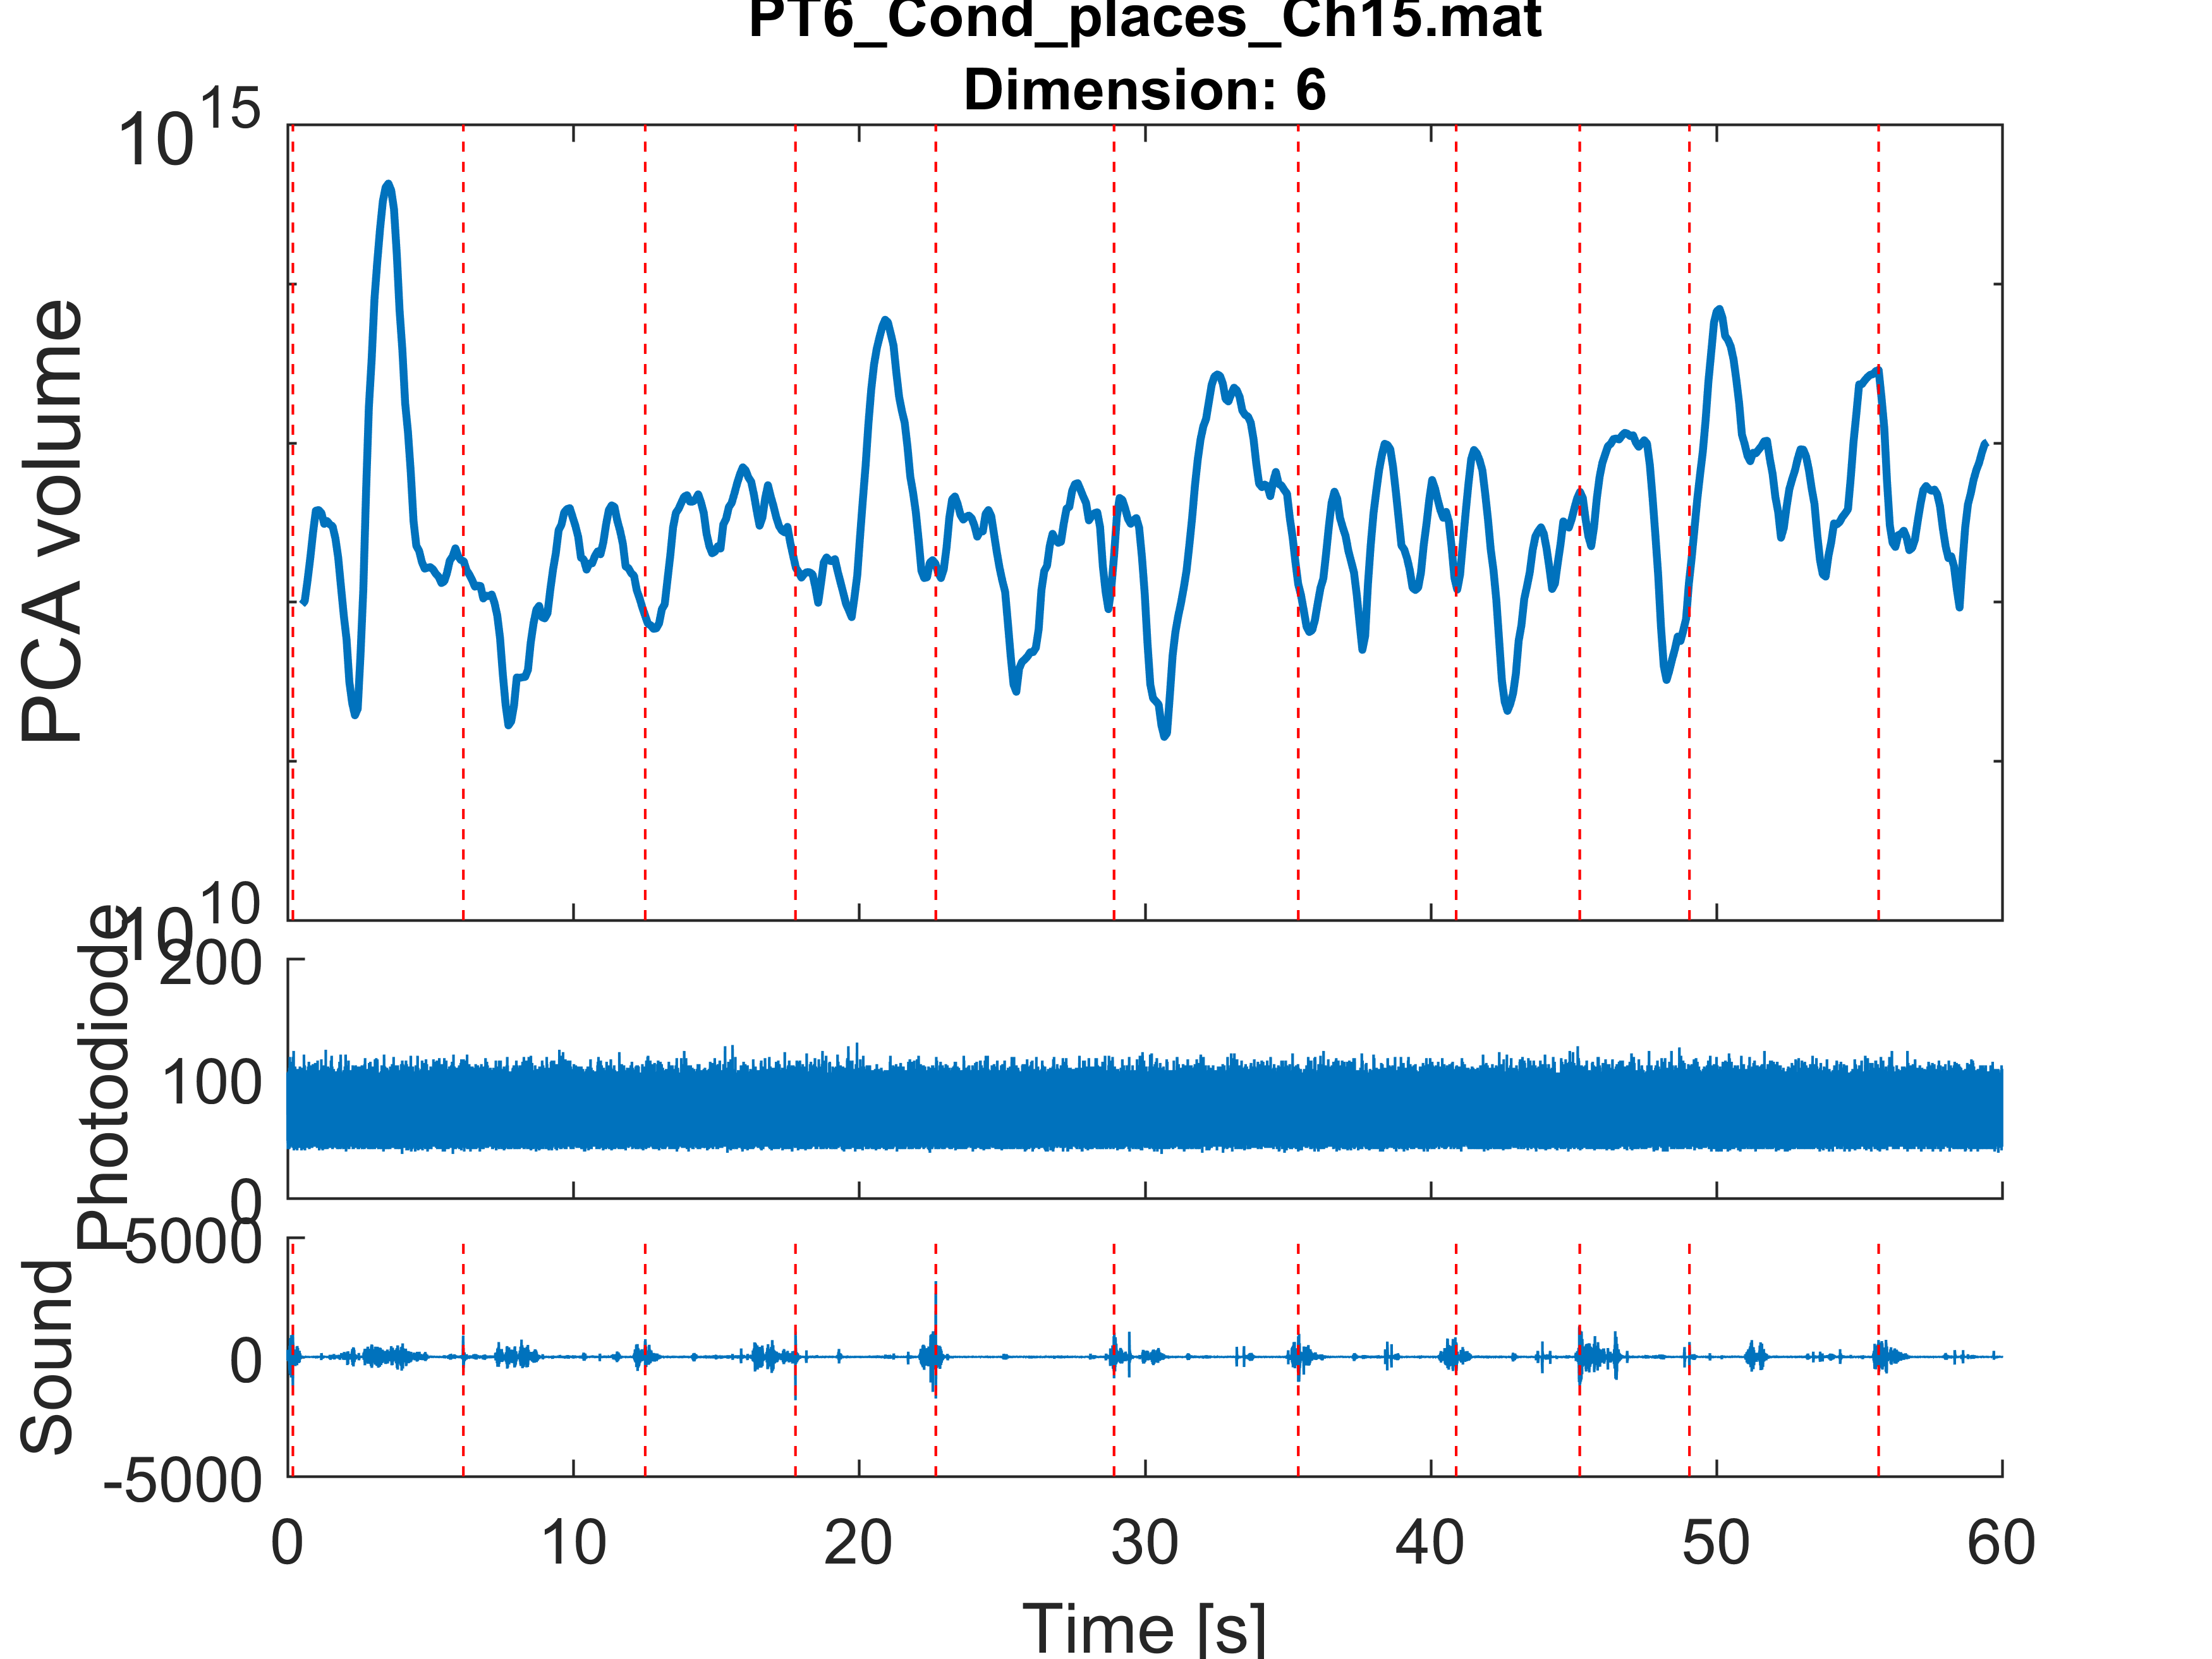 PT6_Cond_places_Ch15.mat
Dimension: 6
10^15
PCA volume
10^10
200
100
0
Photodiode
5000
0
-5000
Sound
0 10 20 30 40 50 60
Time [s]